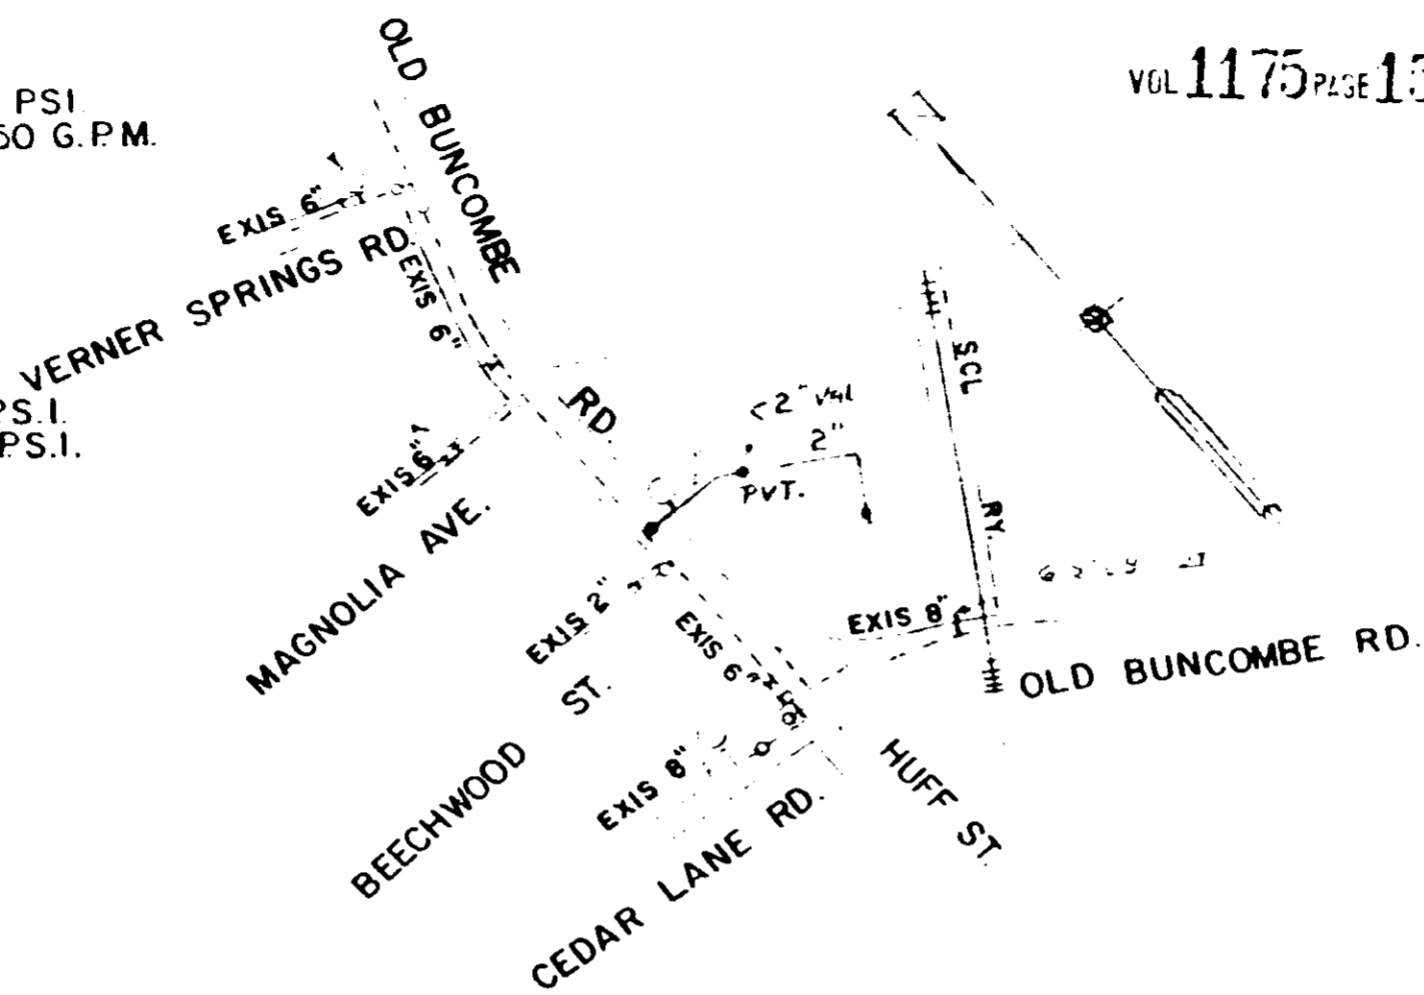 VOL 1175 PAGE 13
PSI
50 G.P.M.
OLD BUNCOMBE
RD.
EXIS 6"
VERNER SPRINGS RD.
EXIS 6"
P.S.I.
P.S.I.
EXIS 6"
MAGNOLIA AVE.
2"
2"
PVT.
SCL
RY.
EXIS 2"
BEECHWOOD ST.
EXIS 6"
EXIS 8"
OLD BUNCOMBE RD.
EXIS 8"
CEDAR LANE RD.
HUFF ST.
N